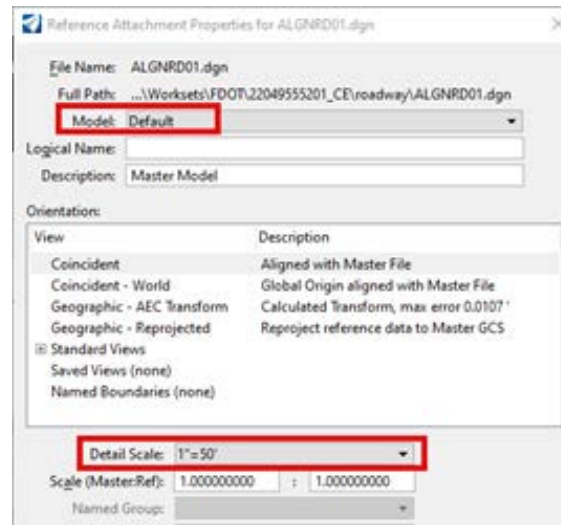 Reference Attachment Properties for ALGNRD01.dgn
File Name: ALGNRD01.dgn
Full Path: ...\Worksets\FDOT\22049555201_CE\roadway\ALGNRD01.dgn
Model: Default
Logical Name:
Description: Master Model
Orientation:
View Description
Coincident Aligned with Master File
Coincident - World Global Origin aligned with Master File
Geographic - AEC Transform Calculated Transform, max error 0.0107'
Geographic - Reprojected Reproject reference data to Master GCS
Standard Views
Saved Views (none)
Named Boundaries (none)
Detail Scale: 1"=50'
Scale (Master:Ref): 1.000000000 : 1.000000000
Named Group: